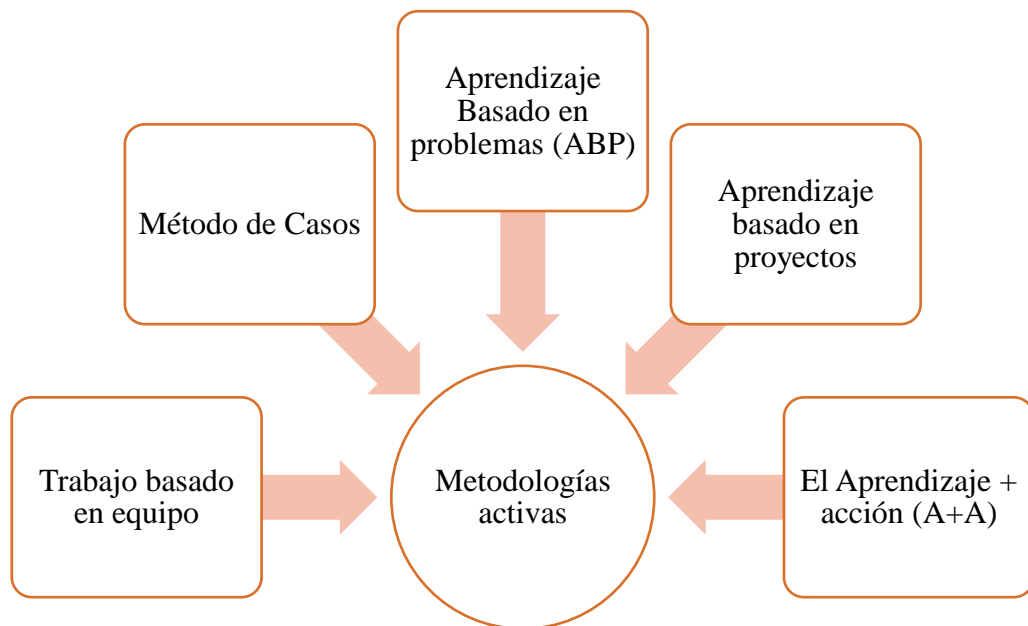 Aprendizaje
Basado en
problemas (ABP)
Método de Casos
Aprendizaje
basado en
proyectos
Trabajo basado
en equipo
Metodologías
activas
El Aprendizaje +
acción (A+A)